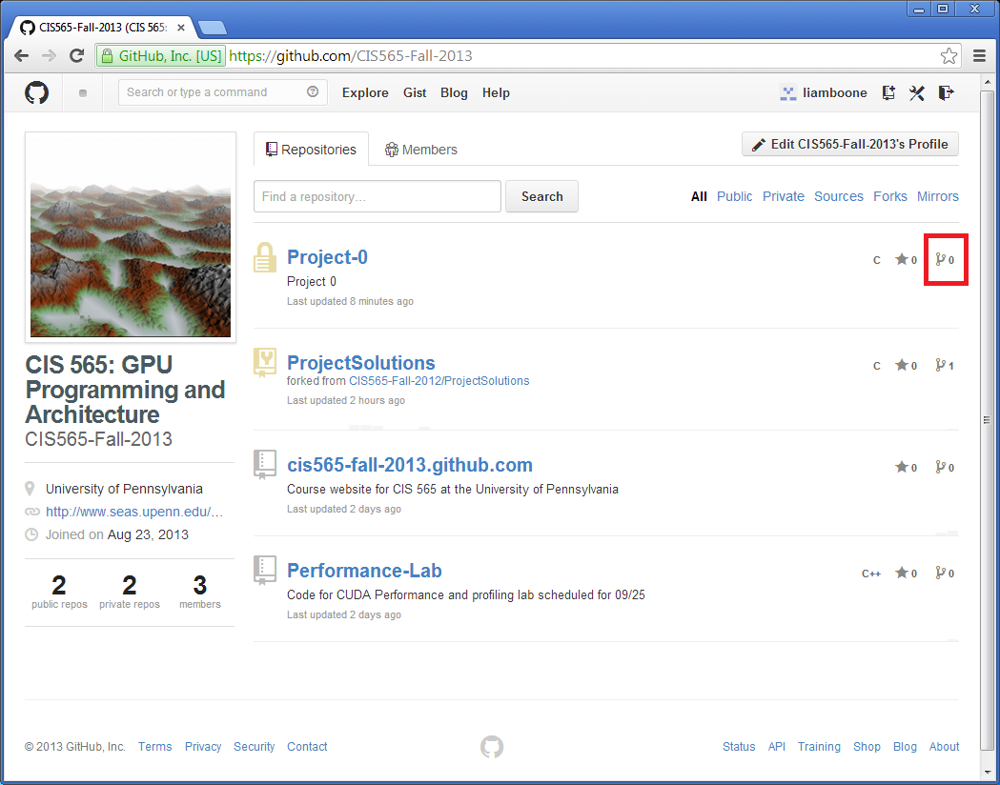 CIS565-Fall-2013 (CIS 565:
GitHub, Inc. [US] https://github.com/CIS565-Fall-2013
Search or type a command Explore Gist Blog Help liamboone
Repositories Members Edit CIS565-Fall-2013's Profile
Find a repository... Search All Public Private Sources Forks Mirrors
Project-0 C 0 0
Project 0
Last updated 8 minutes ago
ProjectSolutions C 0 1
forked from CIS565-Fall-2012/ProjectSolutions
Last updated 2 hours ago
cis565-fall-2013.github.com 0 0
Course website for CIS 565 at the University of Pennsylvania
Last updated 2 days ago
Performance-Lab C++ 0 0
Code for CUDA Performance and profiling lab scheduled for 09/25
Last updated 2 days ago
CIS 565: GPU
Programming and
Architecture
CIS565-Fall-2013
University of Pennsylvania
http://www.seas.upenn.edu/...
Joined on Aug 23, 2013
2 2 3
public repos private repos members
© 2013 GitHub, Inc. Terms Privacy Security Contact Status API Training Shop Blog About